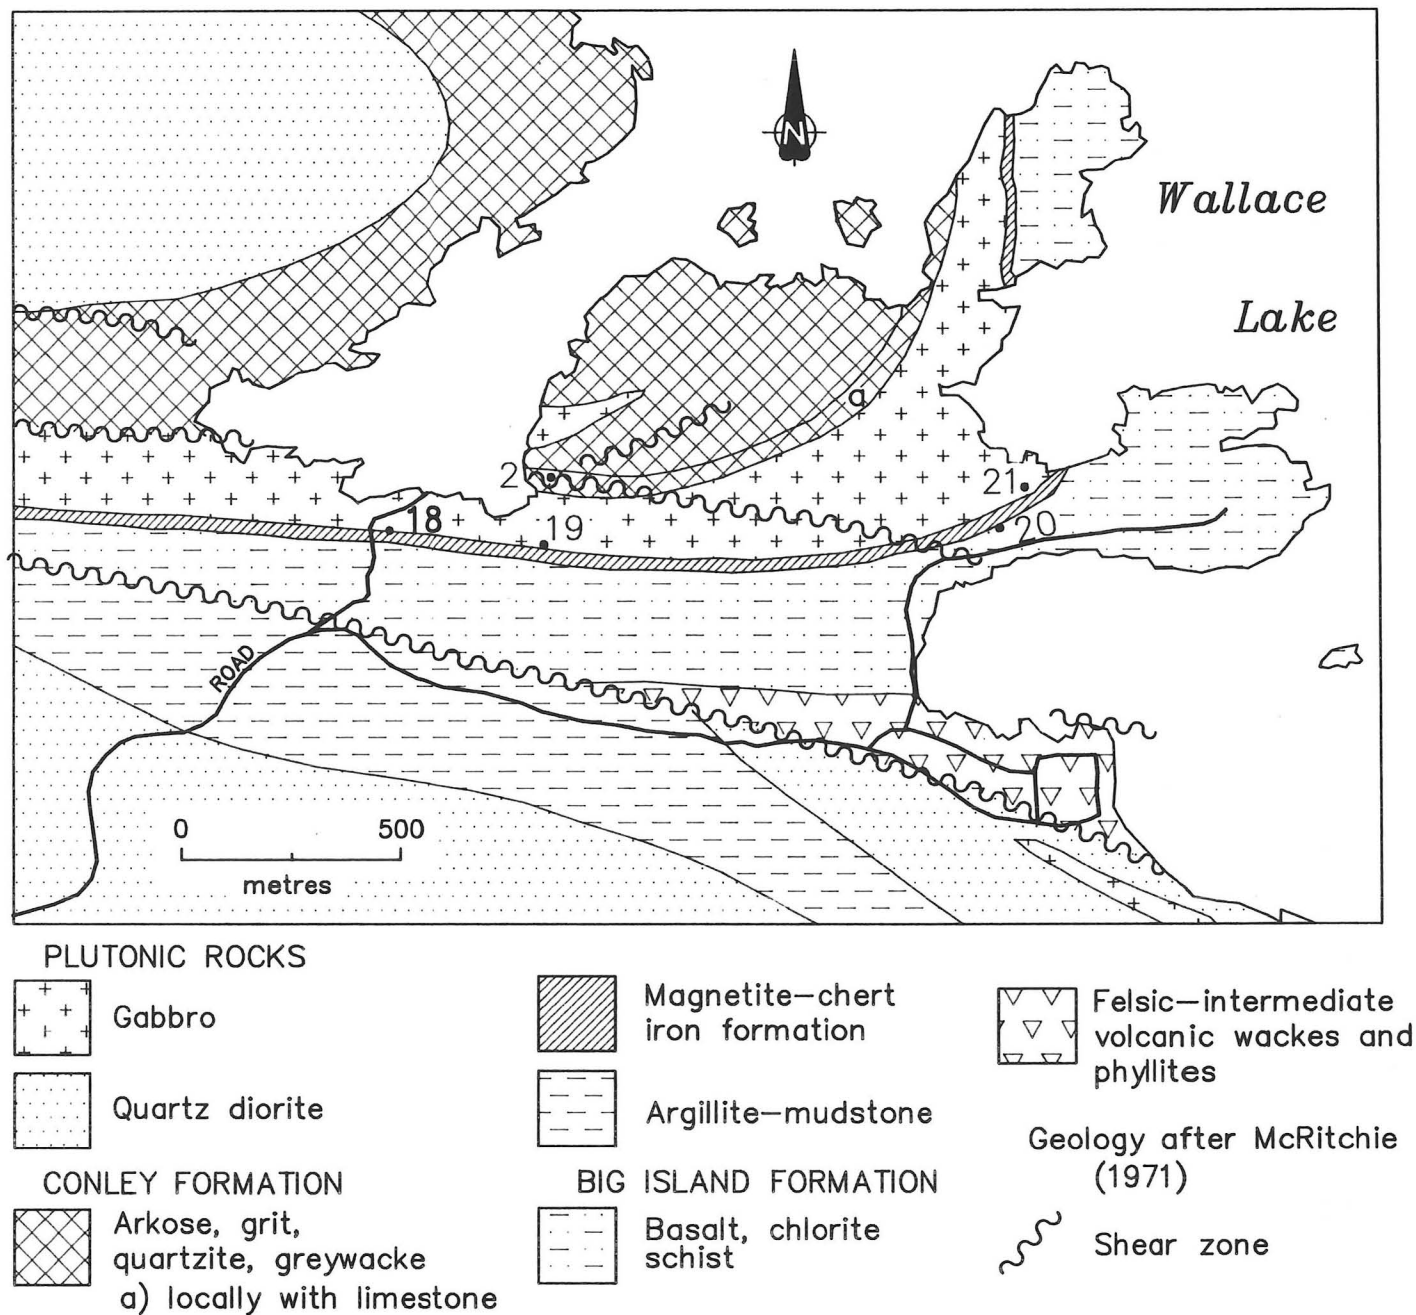 N
Wallace
Lake
a
2
21
18
19
20
ROAD
0 500
metres
PLUTONIC ROCKS
Gabbro
Quartz diorite
CONLEY FORMATION
Arkose, grit,
quartzite, greywacke
a) locally with limestone
Magnetite-chert
iron formation
Argillite-mudstone
BIG ISLAND FORMATION
Basalt, chlorite
schist
Felsic-intermediate
volcanic wackes and
phyllites
Geology after McRitchie
(1971)
Shear zone